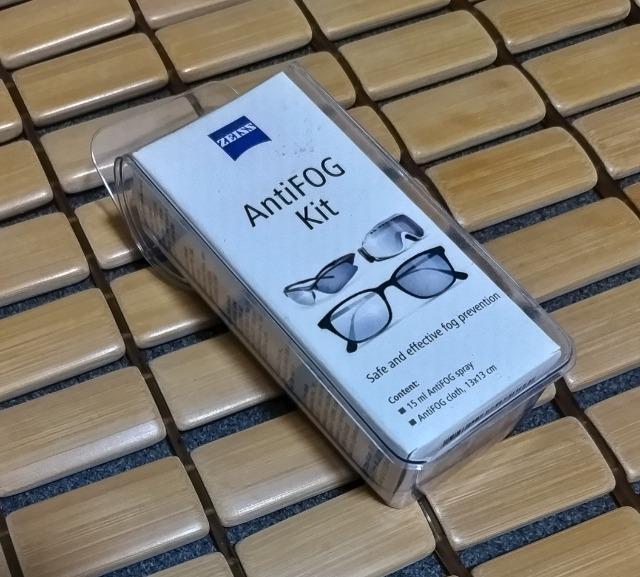 ZEISS
AntiFOG
Kit
Safe and effective fog prevention
Content:
■ 15 ml AntiFOG spray
■ AntiFOG cloth, 13x13 cm